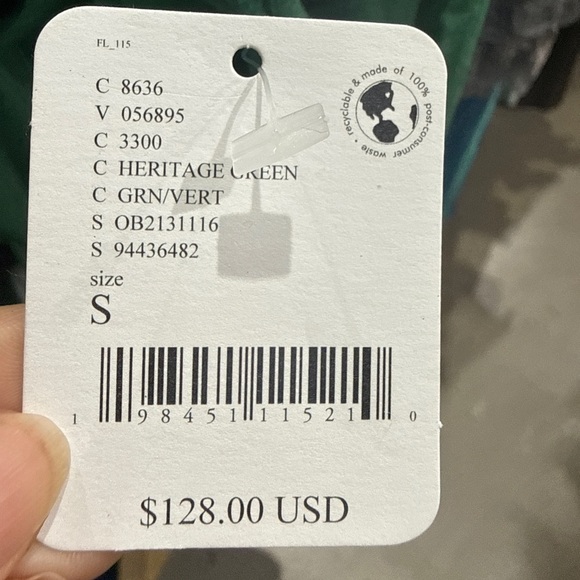 FL_115
C 8636
V 056895
C 3300
C HERITAGE GREEN
C GRN/VERT
S OB2131116
S 94436482
size
S
1 98451 11521 0
$128.00 USD
recyclable & made of 100% post-consumer waste •